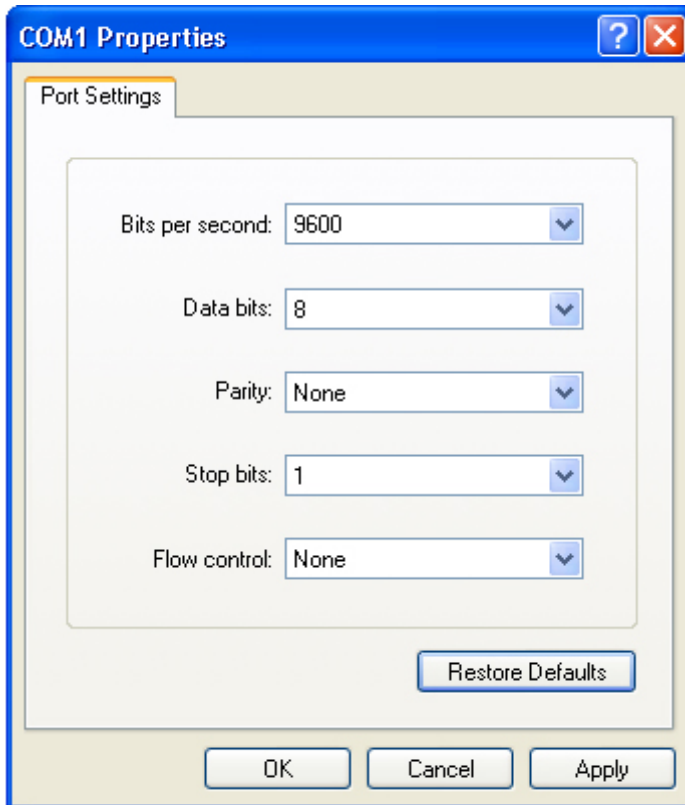 COM1 Properties
Port Settings
Bits per second: 9600
Data bits: 8
Parity: None
Stop bits: 1
Flow control: None
Restore Defaults
OK Cancel Apply